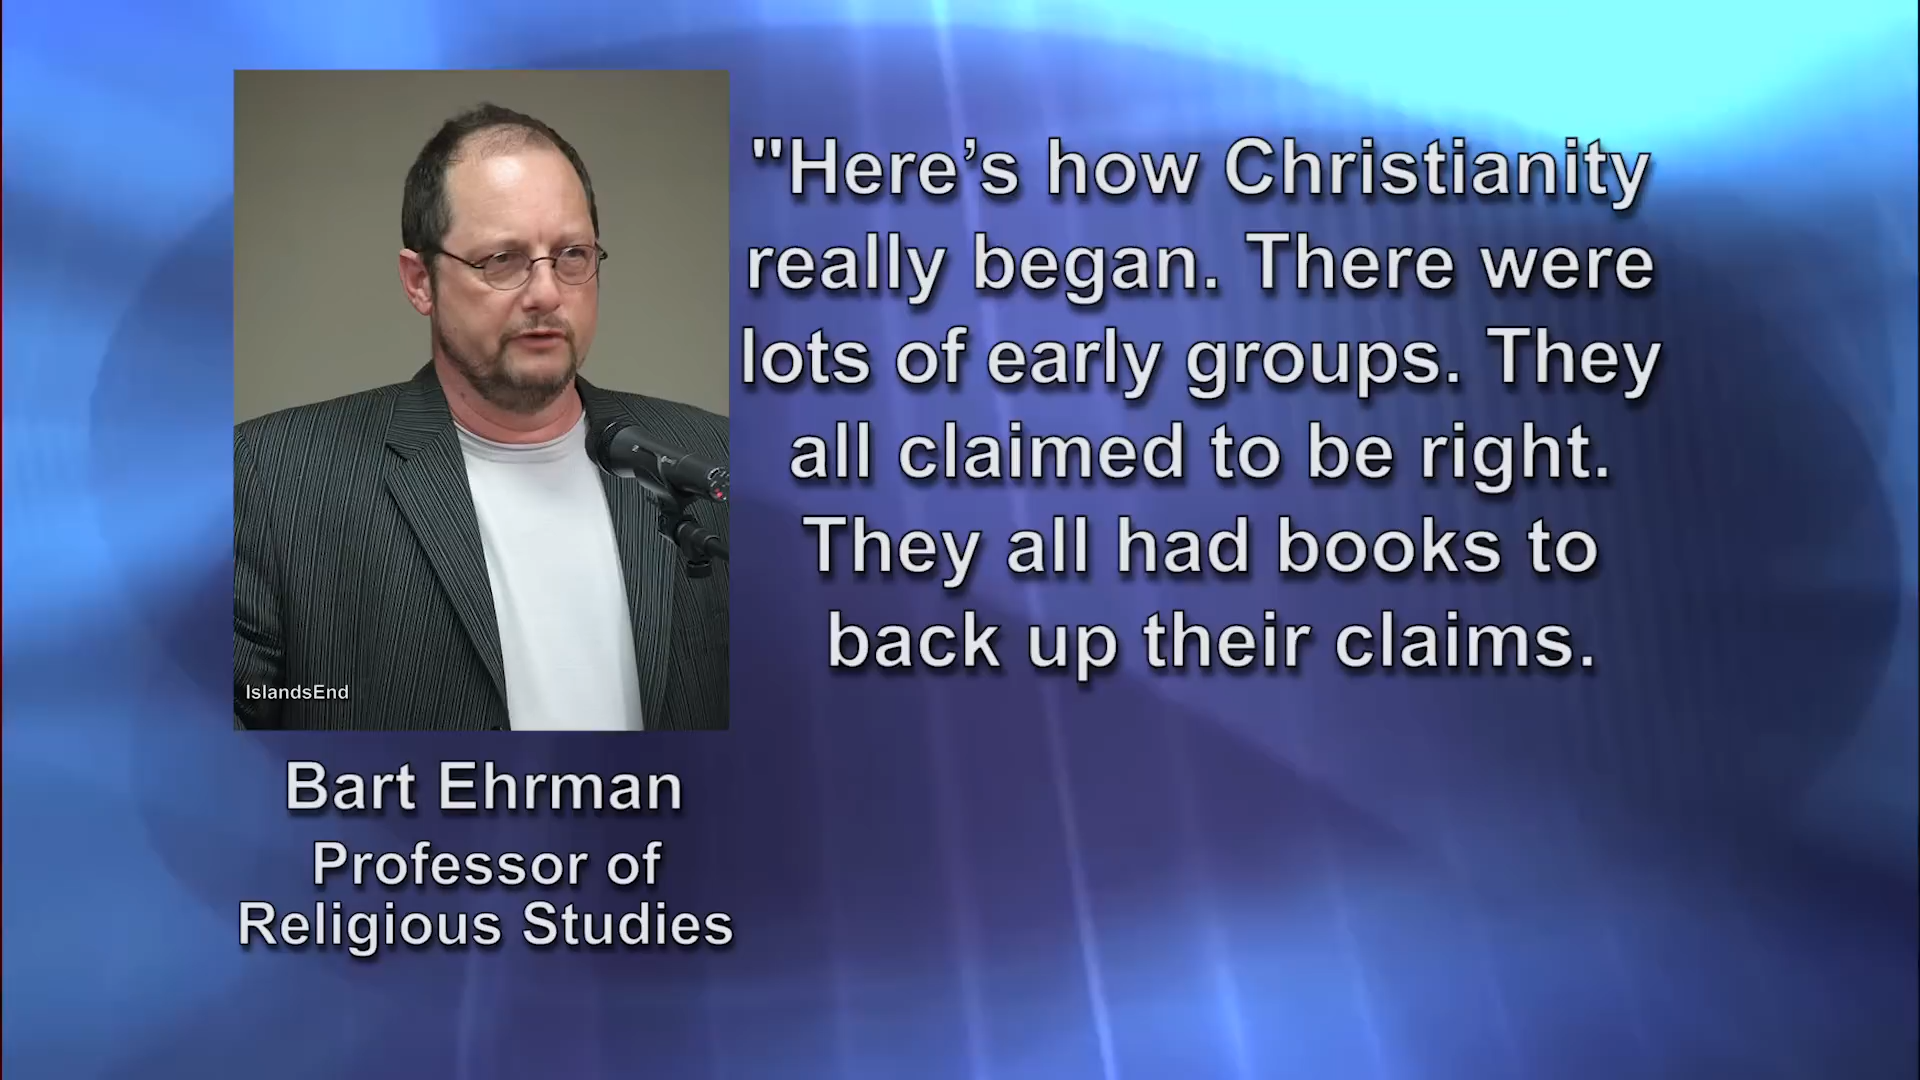 "Here’s how Christianity
really began. There were
lots of early groups. They
all claimed to be right.
They all had books to
back up their claims.
IslandsEnd
Bart Ehrman
Professor of
Religious Studies